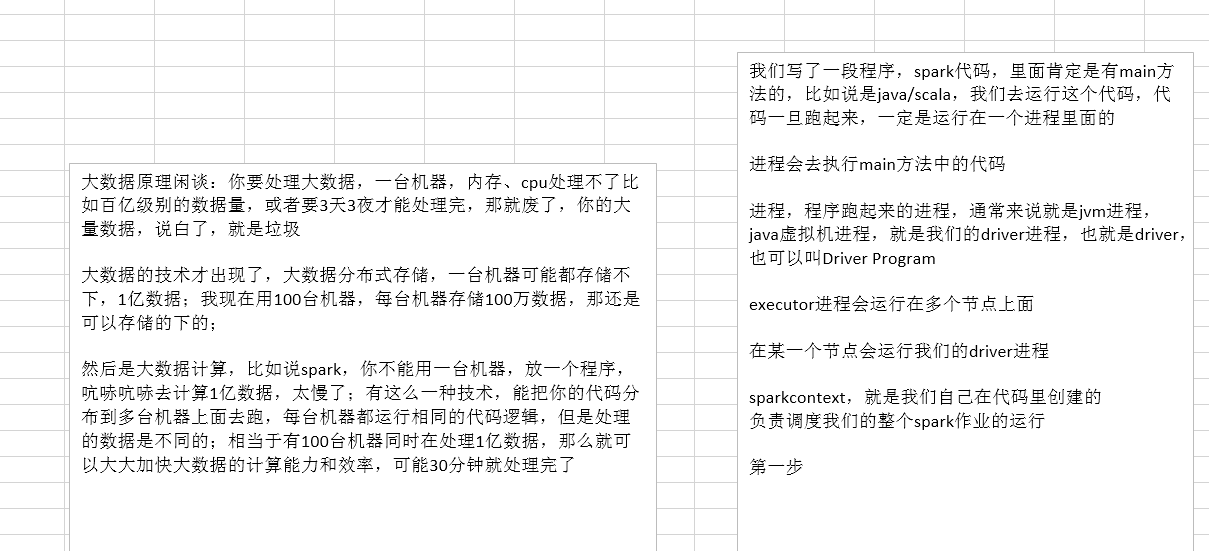 大数据原理闲谈：你要处理大数据，一台机器，内存、cpu处理不了比
如百亿级别的数据量，或者要3天3夜才能处理完，那就废了，你的大
量数据，说白了，就是垃圾
大数据的技术才出现了，大数据分布式存储，一台机器可能都存储不
下，1亿数据；我现在用100台机器，每台机器存储100万数据，那还是
可以存储的下的；
然后是大数据计算，比如说spark，你不能用一台机器，放一个程序，
吭哧吭哧去计算1亿数据，太慢了；有这么一种技术，能把你的代码分
布到多台机器上面去跑，每台机器都运行相同的代码逻辑，但是处理
的数据是不同的；相当于有100台机器同时在处理1亿数据，那么就可
以大大加快大数据的计算能力和效率，可能30分钟就处理完了
我们写了一段程序，spark代码，里面肯定是有main方
法的，比如说是java/scala，我们去运行这个代码，代
码一旦跑起来，一定是运行在一个进程里面的
进程会去执行main方法中的代码
进程，程序跑起来的进程，通常来说就是jvm进程，
java虚拟机进程，就是我们的driver进程，也就是driver，
也可以叫Driver Program
executor进程会运行在多个节点上面
在某一个节点会运行我们的driver进程
sparkcontext，就是我们自己在代码里创建的
负责调度我们的整个spark作业的运行
第一步